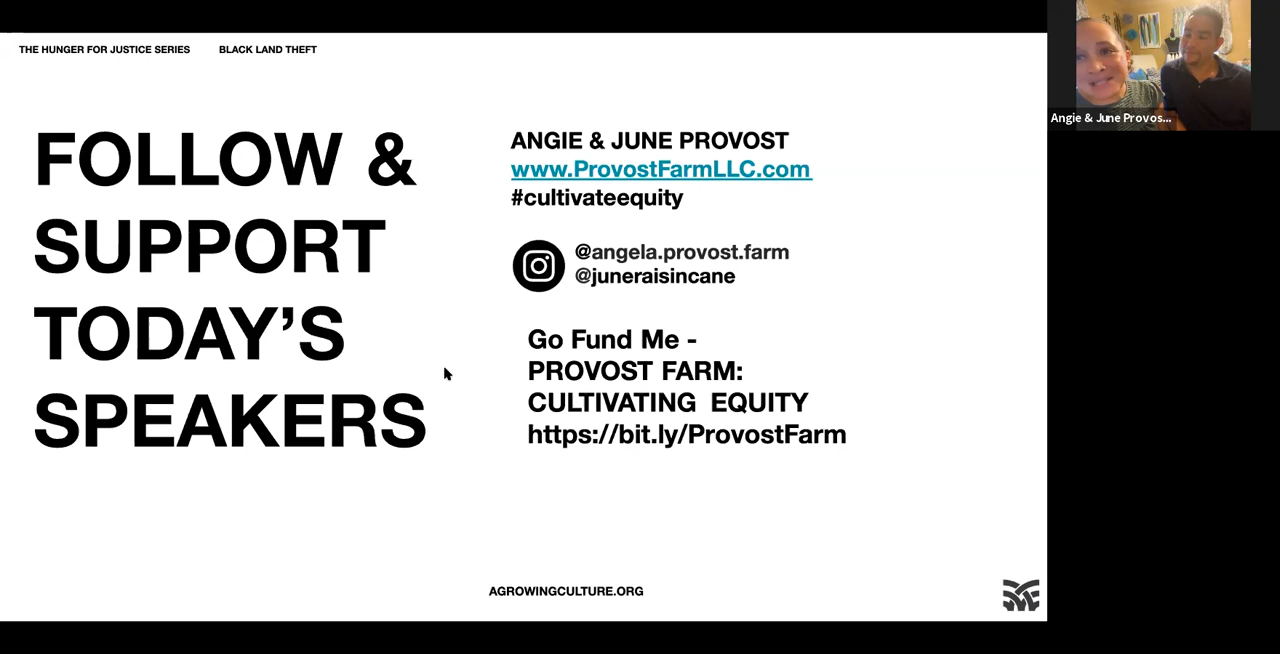 THE HUNGER FOR JUSTICE SERIES BLACK LAND THEFT
FOLLOW &
SUPPORT
TODAY’S
SPEAKERS
ANGIE & JUNE PROVOST
www.ProvostFarmLLC.com
#cultivateequity
@angela.provost.farm
@juneraisincane
Go Fund Me -
PROVOST FARM:
CULTIVATING EQUITY
https://bit.ly/ProvostFarm
AGROWINGCULTURE.ORG
Angie & June Provos...